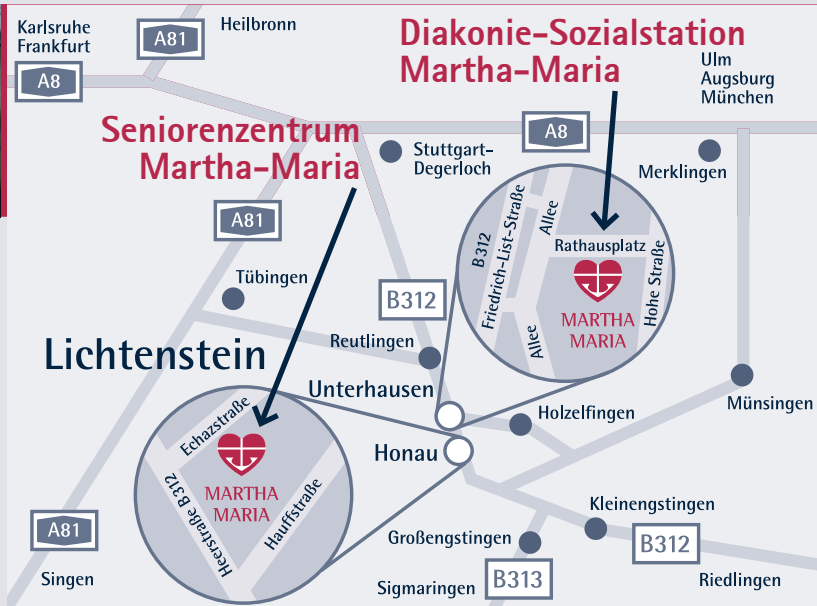 Karlsruhe
Frankfurt
A81
Heilbronn
A8
Diakonie-Sozialstation
Martha-Maria
Ulm
Augsburg
München
Seniorenzentrum
Martha-Maria
Stuttgart-
Degerloch
A8
Merklingen
A81
B312
Friedrich-List-Straße
Allee
Rathausplatz
Hohe Straße
MARTHA
MARIA
Allee
Tübingen
B312
Reutlingen
Lichtenstein
Unterhausen
Holzelfingen
Münsingen
Honau
Echazstraße
MARTHA
MARIA
Heerstraße B312
Hauffstraße
A81
Singen
Kleinengstingen
Großengstingen
B312
Sigmaringen
B313
Riedlingen